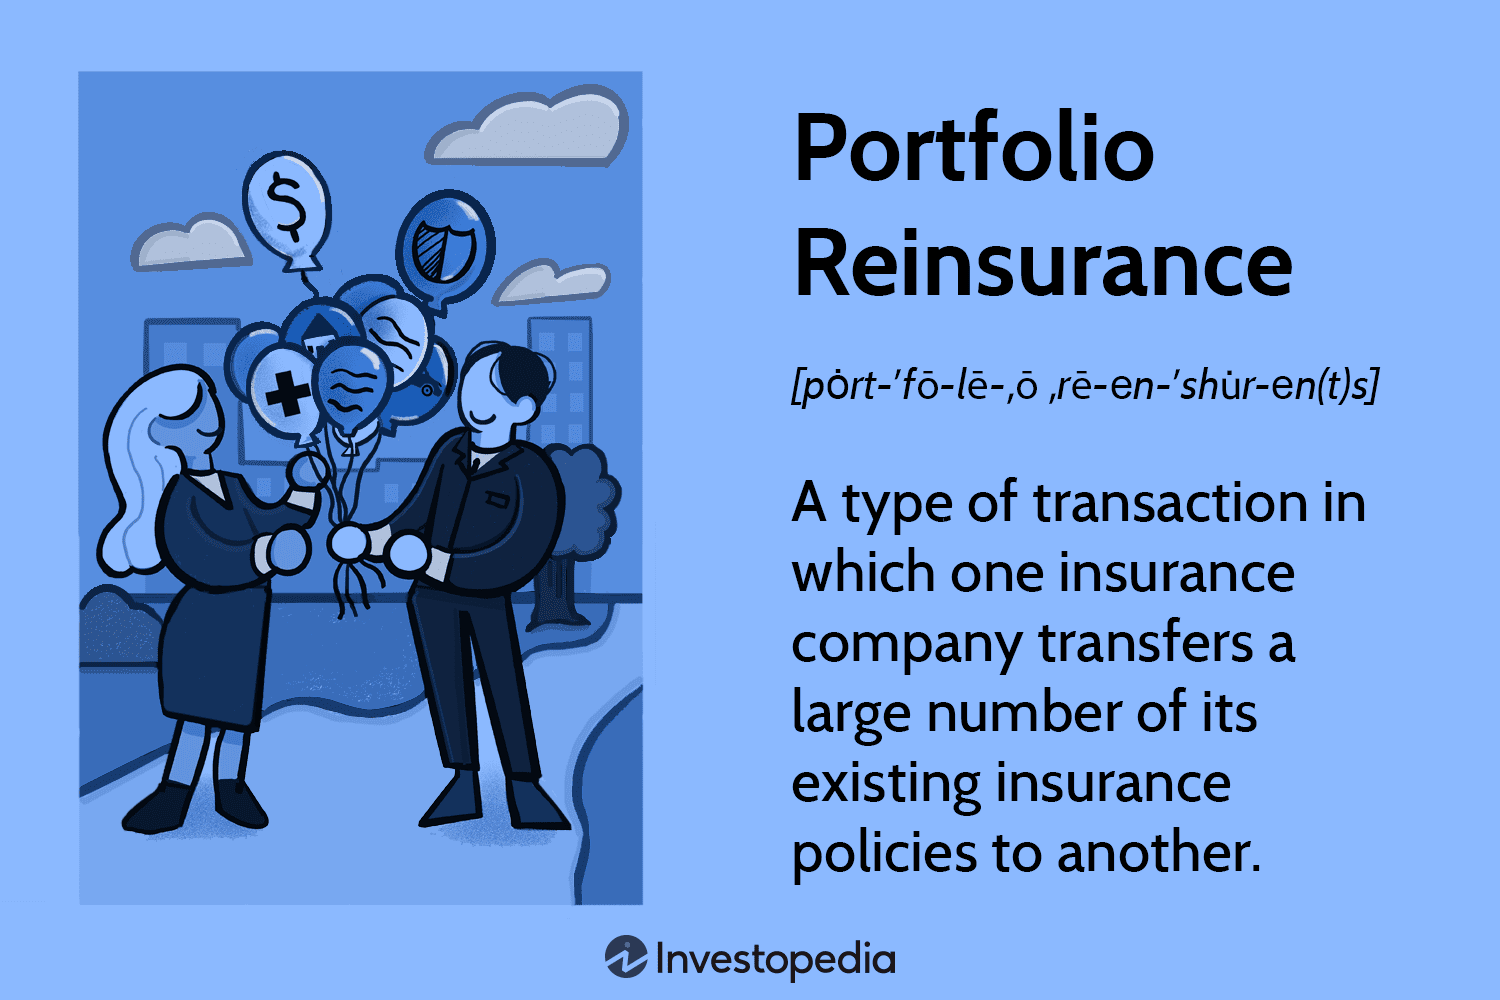 $
Portfolio
Reinsurance
[pȯrt-ˈfō-lē-ˌō ˌrē-en-ˈshu̇r-en(t)s]
A type of transaction in
which one insurance
company transfers a
large number of its
existing insurance
policies to another.
Investopedia